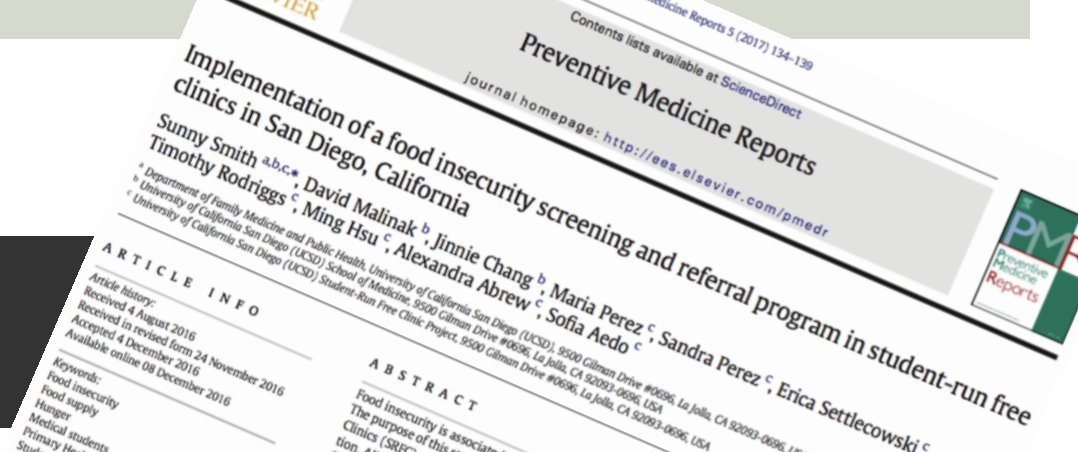 edicine Reports 5 (2017) 134–139
Contents lists available at ScienceDirect
Preventive Medicine Reports
journal homepage: http://ees.elsevier.com/pmedr
PMR
Preventive
Medicine
Reports
Implementation of a food insecurity screening and referral program in student-run free
clinics in San Diego, California
Sunny Smith a,b,c,*, David Malinak b, Jinnie Chang b, Maria Perez c, Sandra Perez c, Erica Settlecowski c,
Timothy Rodriggs c, Ming Hsu c, Alexandra Abrew c, Sofia Aedo c
a Department of Family Medicine and Public Health, University of California San Diego (UCSD), 9500 Gilman Drive #0696, La Jolla, CA 92093-0696,
b University of California San Diego (UCSD) School of Medicine, 9500 Gilman Drive #0696, La Jolla, CA 92093-0696, USA
c University of California San Diego (UCSD) Student-Run Free Clinic Project, 9500 Gilman Drive #0696, La Jolla, CA 92093-0696, USA
ARTICLE INFO
Article history:
Received 4 August 2016
Received in revised form 24 November 2016
Accepted 4 December 2016
Available online 08 December 2016
Keywords:
Food insecurity
Food supply
Hunger
Medical students
Primary
ABSTRACT
Food insecurity is
The purpose of this
Clinics (SRFC)